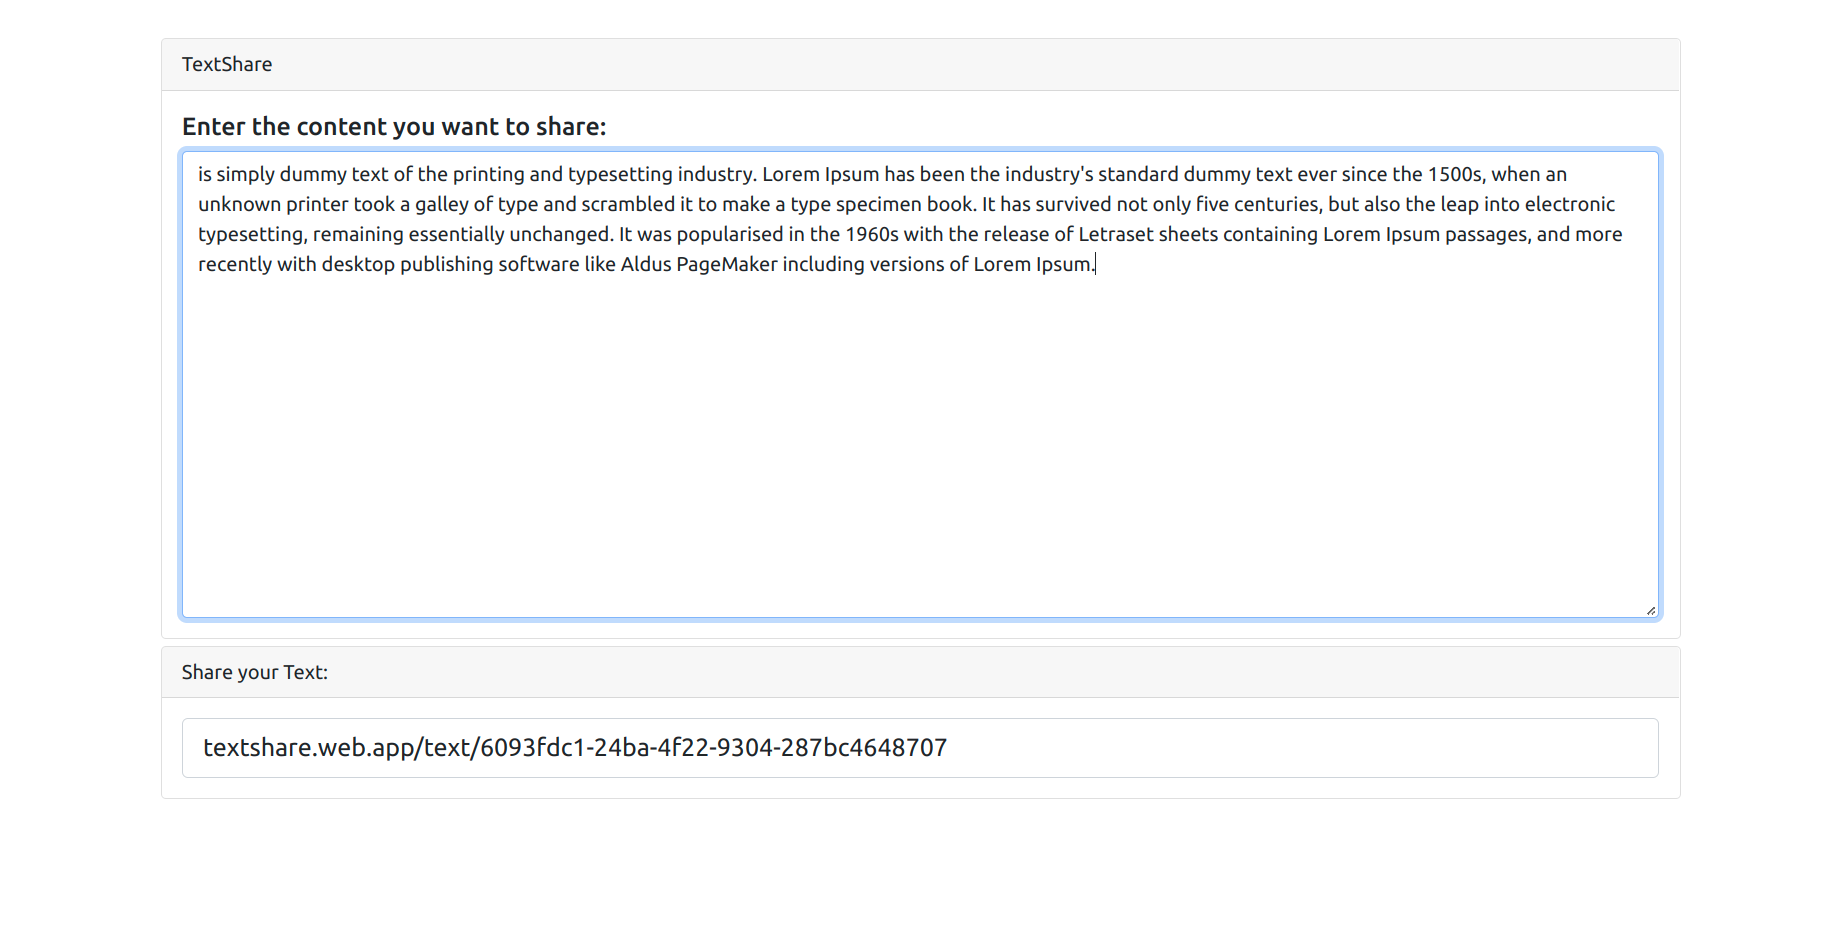 TextShare
Enter the content you want to share:
is simply dummy text of the printing and typesetting industry. Lorem Ipsum has been the industry's standard dummy text ever since the 1500s, when an
unknown printer took a galley of type and scrambled it to make a type specimen book. It has survived not only five centuries, but also the leap into electronic
typesetting, remaining essentially unchanged. It was popularised in the 1960s with the release of Letraset sheets containing Lorem Ipsum passages, and more
recently with desktop publishing software like Aldus PageMaker including versions of Lorem Ipsum.
Share your Text:
textshare.web.app/text/6093fdc1-24ba-4f22-9304-287bc4648707